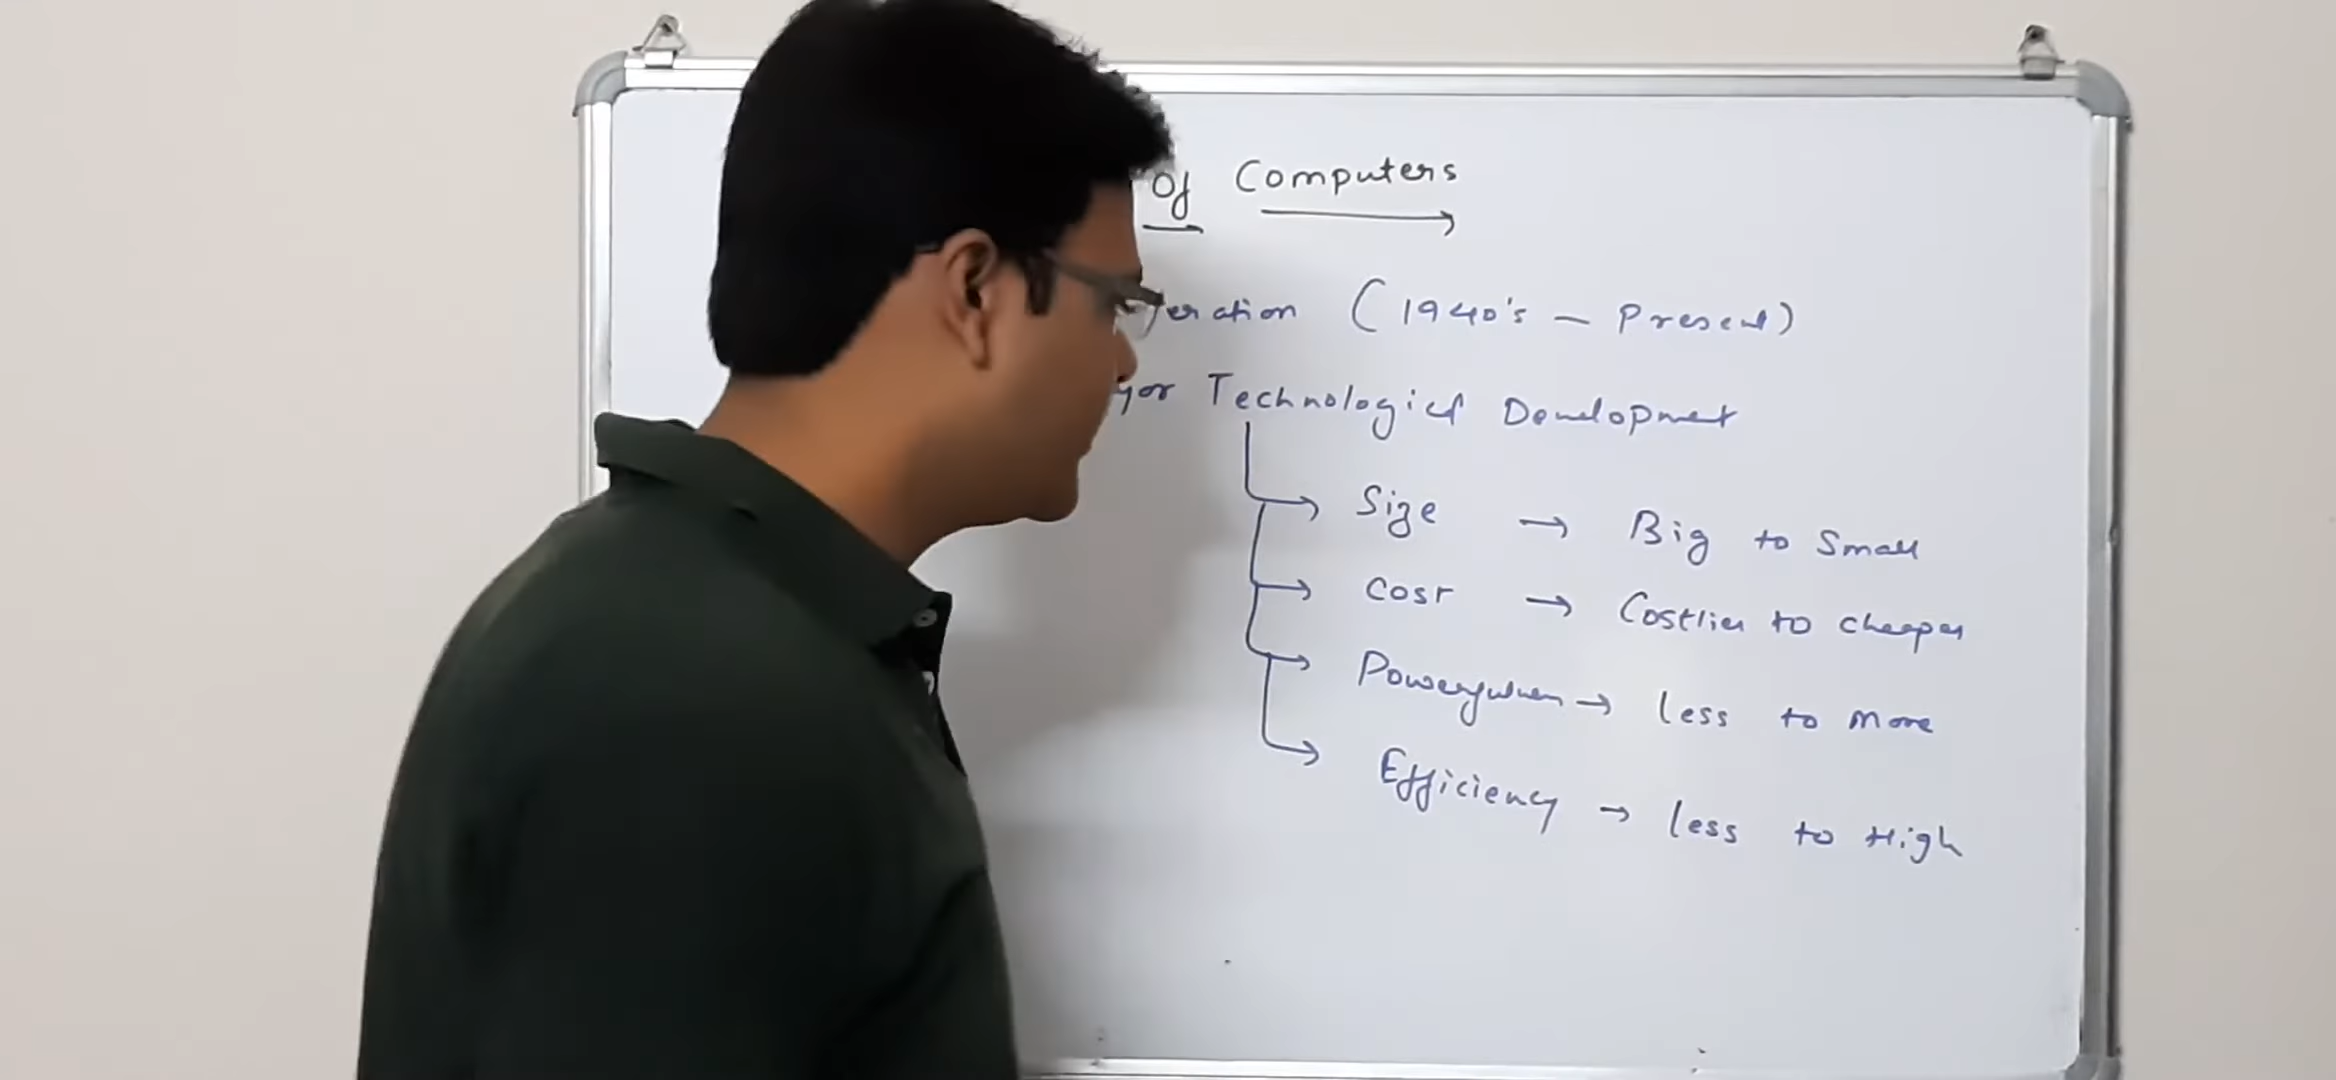 Of Computers
eration (1940's - Present)
jor Technological Development
Size → Big to Small
Cost → Costlier to cheaper
Powerfulness → less to more
Efficiency → less to High